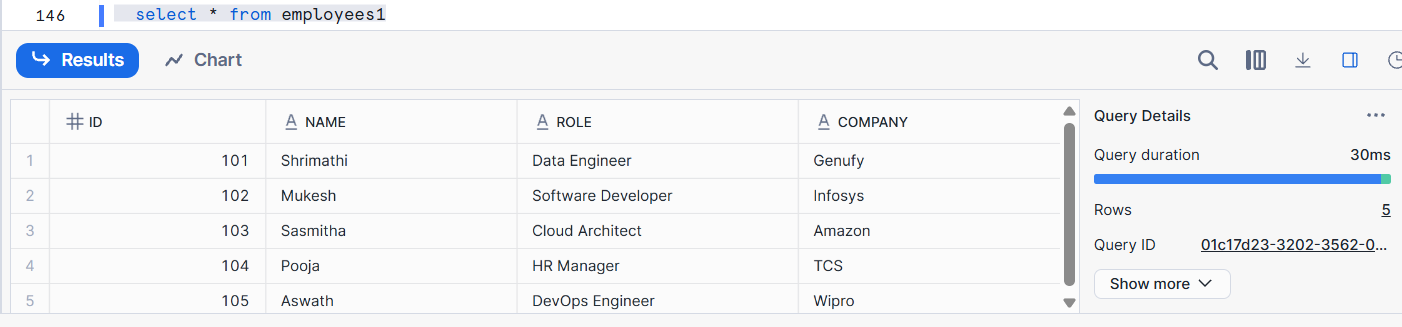 146 select * from employees1
Results Chart
ID NAME ROLE COMPANY
1 101 Shrimathi Data Engineer Genufy
2 102 Mukesh Software Developer Infosys
3 103 Sasmitha Cloud Architect Amazon
4 104 Pooja HR Manager TCS
5 105 Aswath DevOps Engineer Wipro
Query Details ...
Query duration 30ms
Rows 5
Query ID 01c17d23-3202-3562-0...
Show more